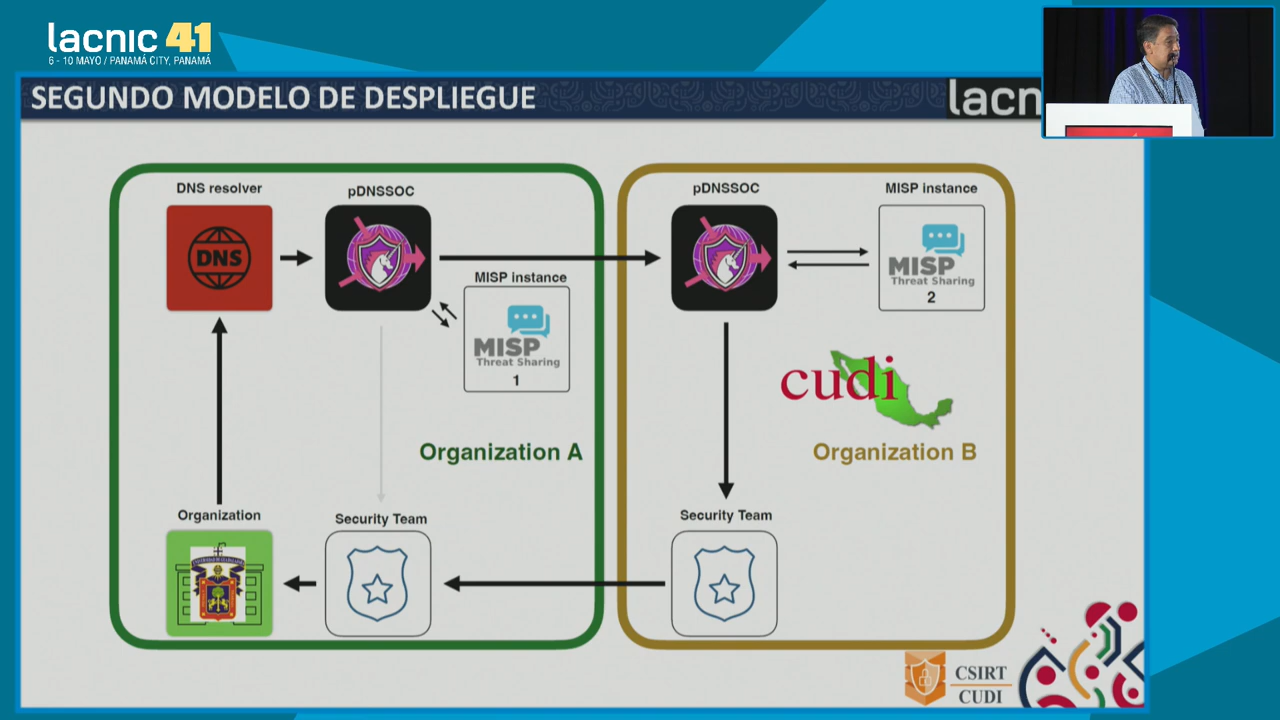 lacnic 41
6 - 10 MAYO / PANAMÁ CITY, PANAMÁ
SEGUNDO MODELO DE DESPLIEGUE
lacn
DNS resolver
pDNSSOC
pDNSSOC
MISP instance
DNS
MISP instance
MISP
Threat Sharing
2
MISP
Threat Sharing
1
cudi
Organization A
Organization B
Organization
Security Team
Security Team
CSIRT
CUDI